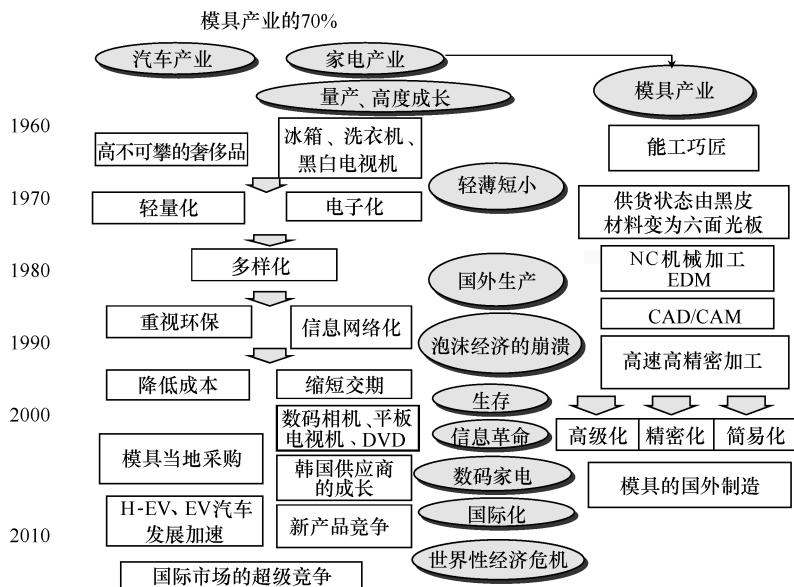 模具产业的70%
汽车产业
家电产业
模具产业
量产、高度成长
1960
高不可攀的奢侈品
冰箱、洗衣机、
黑白电视机
能工巧匠
轻薄短小
1970
轻量化
电子化
供货状态由黑皮
材料变为六面光板
多样化
1980
国外生产
NC机械加工
EDM
重视环保
信息网络化
CAD/CAM
1990
泡沫经济的崩溃
高速高精密加工
降低成本
缩短交期
生存
2000
数码相机、平板
电视机、DVD
信息革命
高级化
精密化
简易化
模具当地采购
韩国供应商
的成长
数码家电
模具的国外制造
H-EV、EV汽车
发展加速
新产品竞争
国际化
2010
世界性经济危机
国际市场的超级竞争